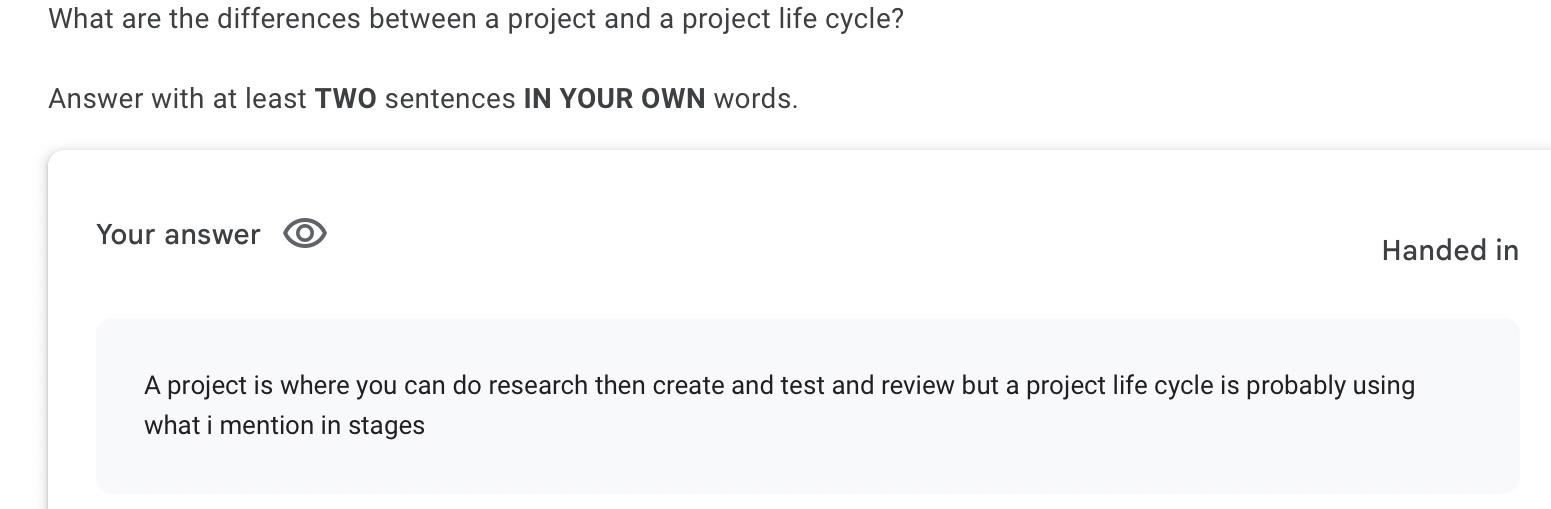 What are the differences between a project and a project life cycle?
Answer with at least TWO sentences IN YOUR OWN words.
Your answer
Handed in
A project is where you can do research then create and test and review but a project life cycle is probably using
what i mention in stages